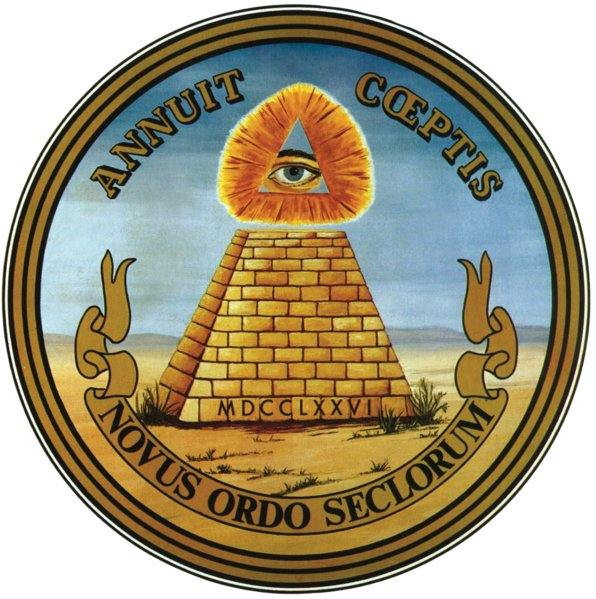 ANNUIT CŒPTIS
MDCCLXXVI
NOVUS ORDO SECLORUM